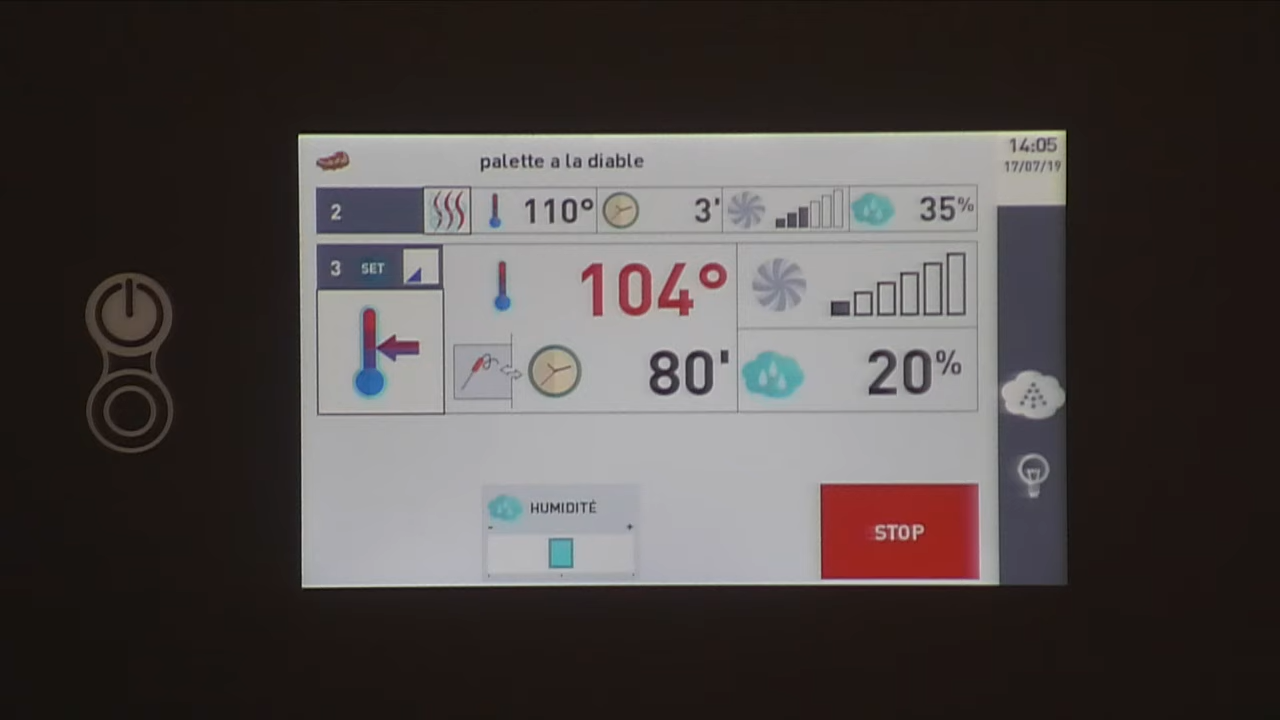 palette a la diable
14:05
17/07/19
2 110° 3' 35%
3 SET 104°
80' 20%
HUMIDITÉ
- +
STOP